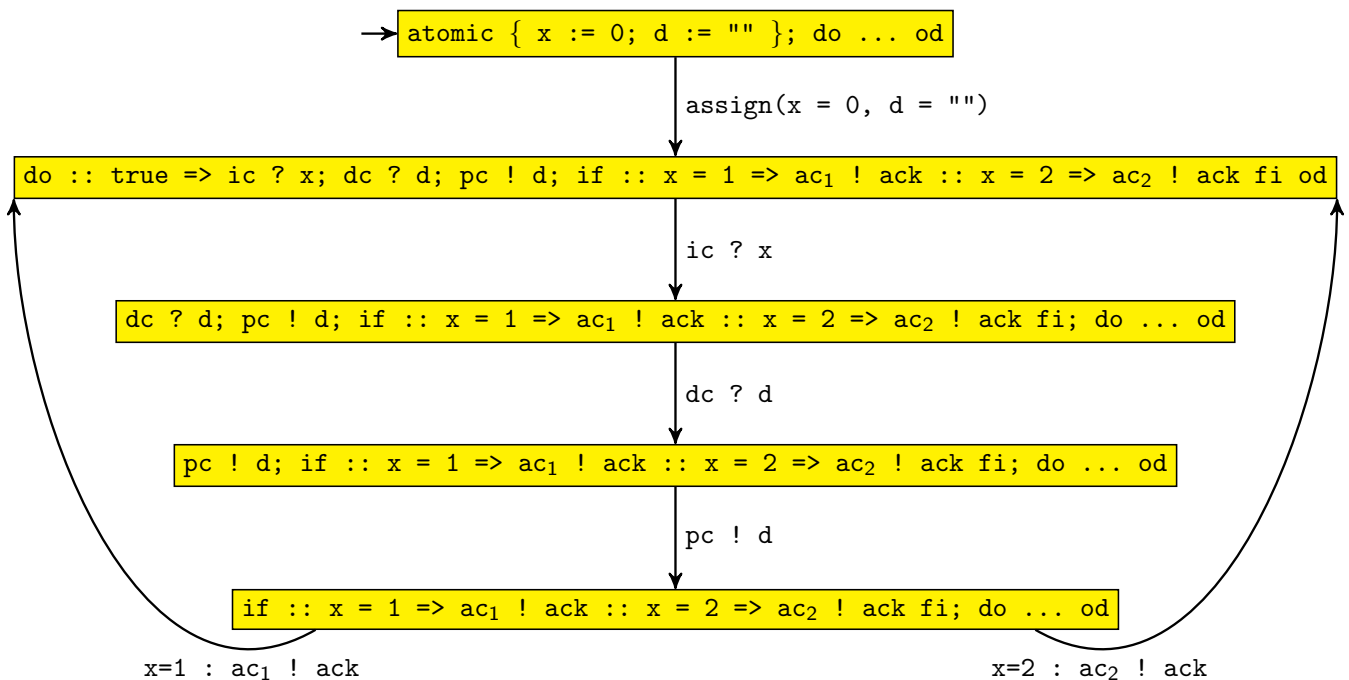 atomic { x := 0; d := "" }; do ... od
assign(x = 0, d = "")
do :: true => ic ? x; dc ? d; pc ! d; if :: x = 1 => ac₁ ! ack :: x = 2 => ac₂ ! ack fi od
ic ? x
dc ? d; pc ! d; if :: x = 1 => ac₁ ! ack :: x = 2 => ac₂ ! ack fi; do ... od
dc ? d
pc ! d; if :: x = 1 => ac₁ ! ack :: x = 2 => ac₂ ! ack fi; do ... od
pc ! d
if :: x = 1 => ac₁ ! ack :: x = 2 => ac₂ ! ack fi; do ... od
x=1 : ac₁ ! ack
x=2 : ac₂ ! ack